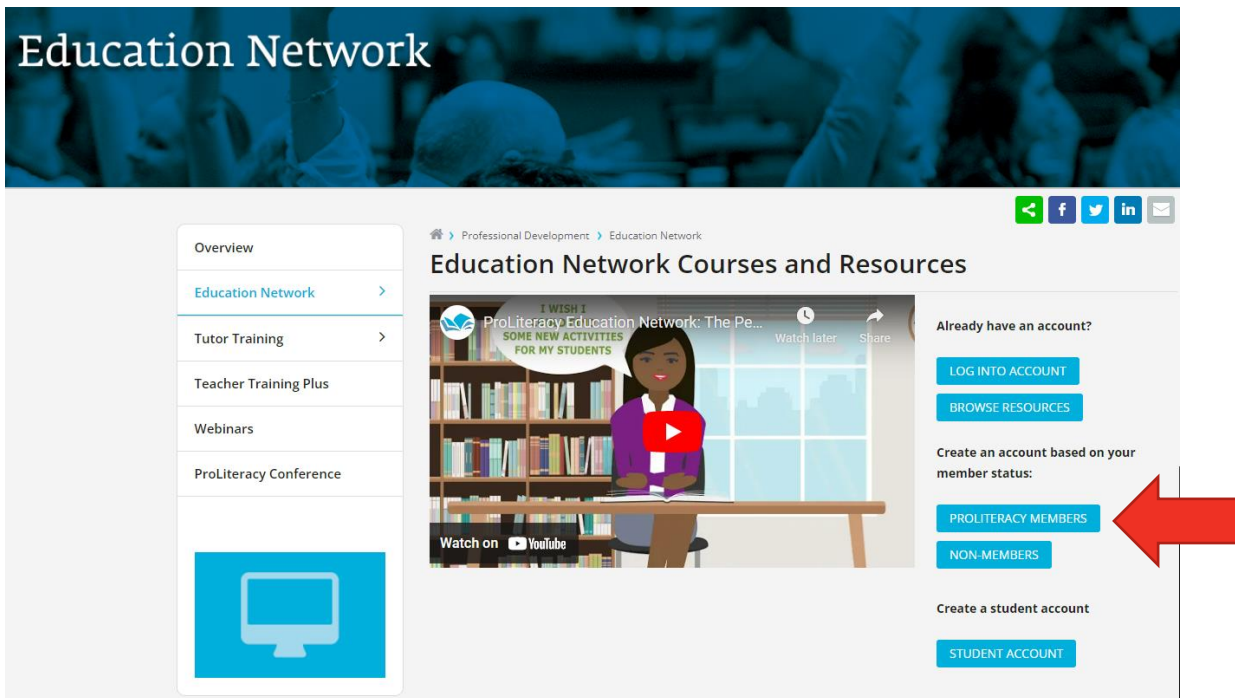 Education Network
Overview
Education Network
Tutor Training
Teacher Training Plus
Webinars
ProLiteracy Conference
Professional Development > Education Network
Education Network Courses and Resources
I WISH I
SOME NEW ACTIVITIES
FOR MY STUDENTS
ProLiteracy Education Network: The Pe...
Watch later
Share
Watch on YouTube
Already have an account?
LOG INTO ACCOUNT
BROWSE RESOURCES
Create an account based on your
member status:
PROLITERACY MEMBERS
NON-MEMBERS
Create a student account
STUDENT ACCOUNT